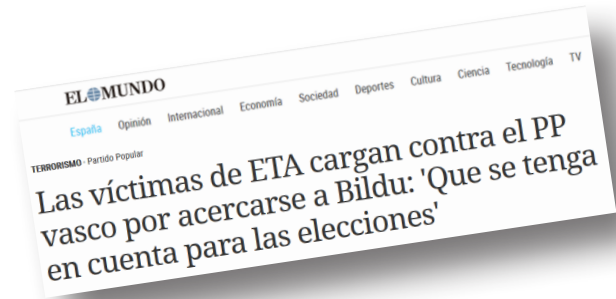 EL MUNDO
España Opinión Internacional Economía Sociedad Deportes Cultura Ciencia Tecnología TV
TERRORISMO - Partido Popular
Las víctimas de ETA cargan contra el PP
vasco por acercarse a Bildu: 'Que se tenga
en cuenta para las elecciones'